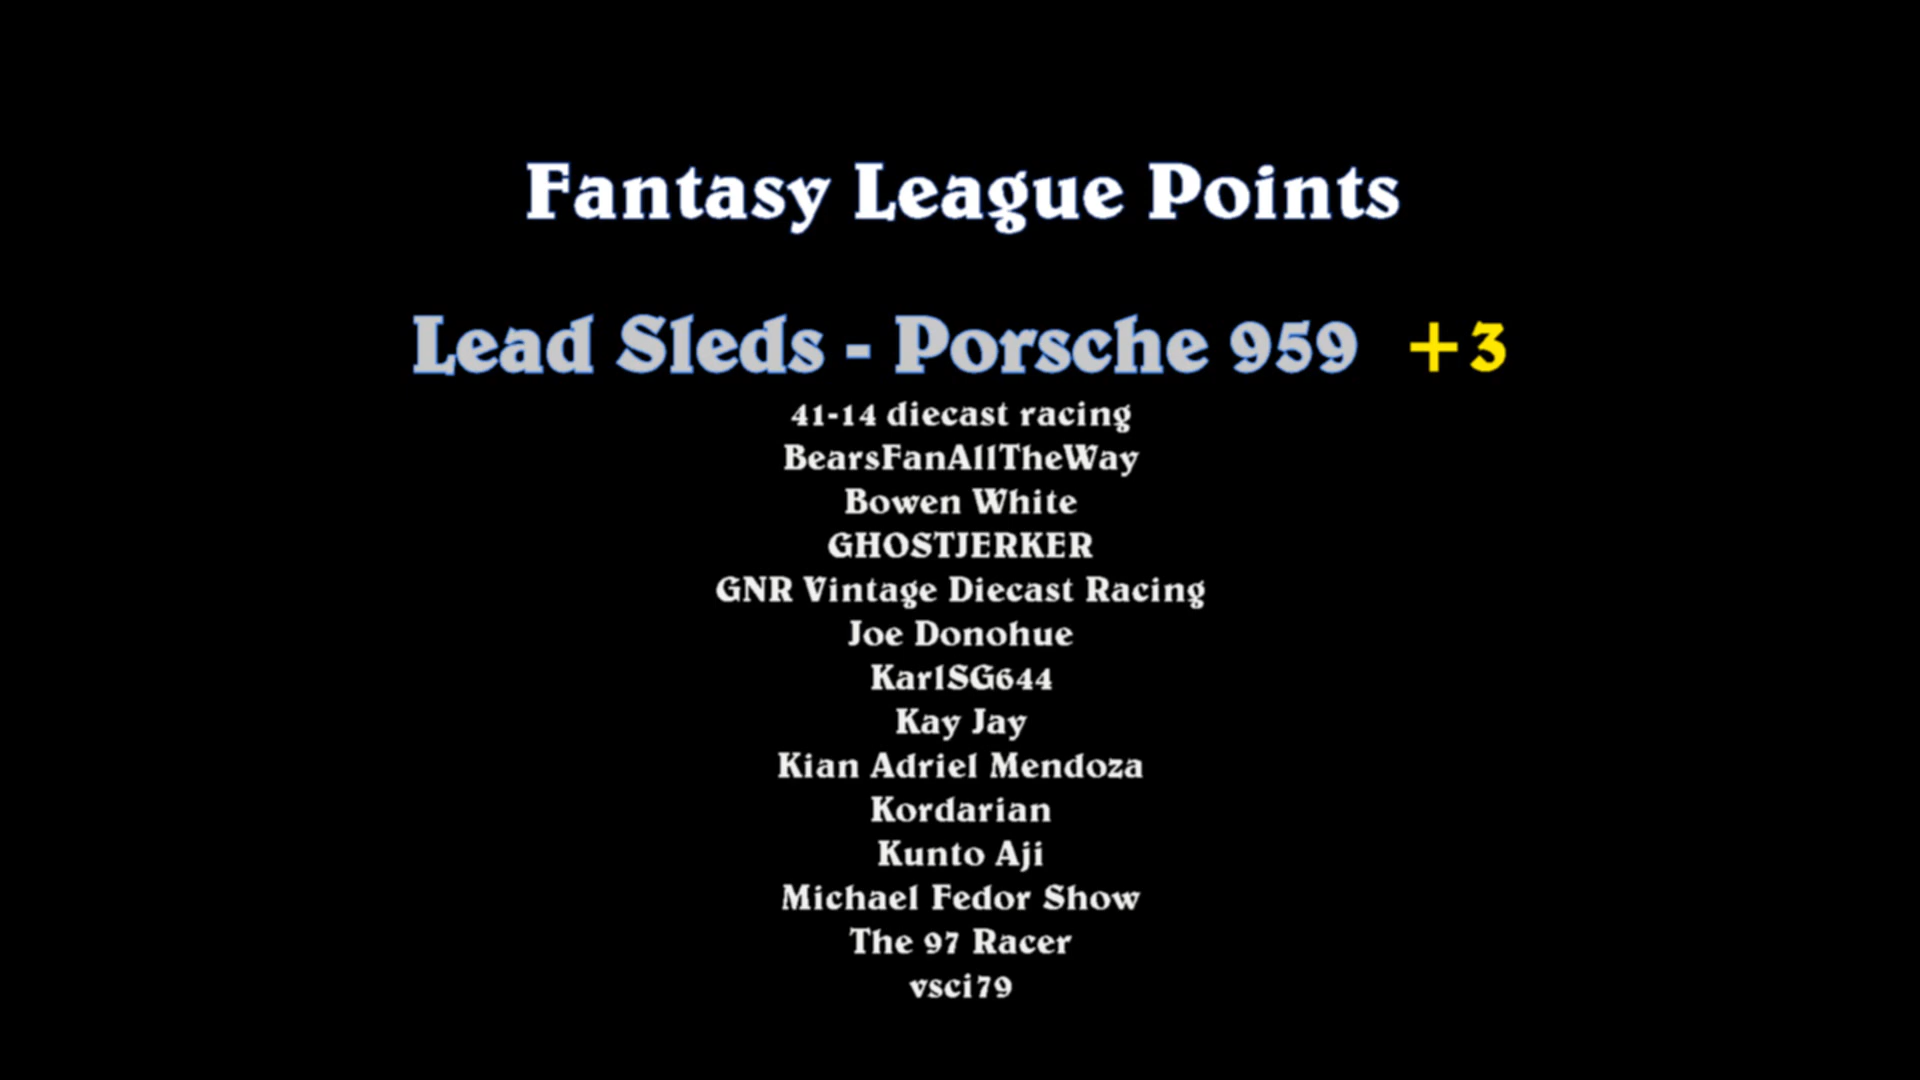 Fantasy League Points
Lead Sleds - Porsche 959 +3
41-14 diecast racing
BearsFanAllTheWay
Bowen White
GHOSTJERKER
GNR Vintage Diecast Racing
Joe Donohue
KarlSG644
Kay Jay
Kian Adriel Mendoza
Kordarian
Kunto Aji
Michael Fedor Show
The 97 Racer
vsci79